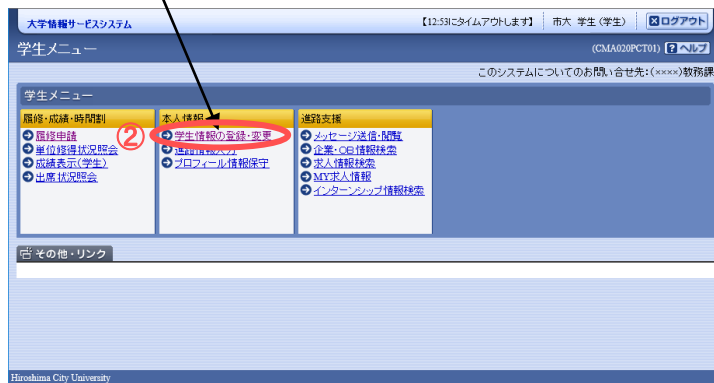 大学情報サービスシステム 【12:53にタイムアウトします】 市大 学生(学生) ログアウト
学生メニュー (CMA020PCT01) ? ヘルプ
このシステムについてのお問い合せ先:(××××)教務課
学生メニュー
履修・成績・時間割
履修申請
単位修得状況照会
成績表示(学生)
出席状況照会
②
本人情報
学生情報の登録・変更
進路情報入力
プロフィール情報保守
進路支援
メッセージ送信・閲覧
企業・OB情報検索
求人情報検索
MY求人情報
インターンシップ情報検索
その他・リンク
Hiroshima City University